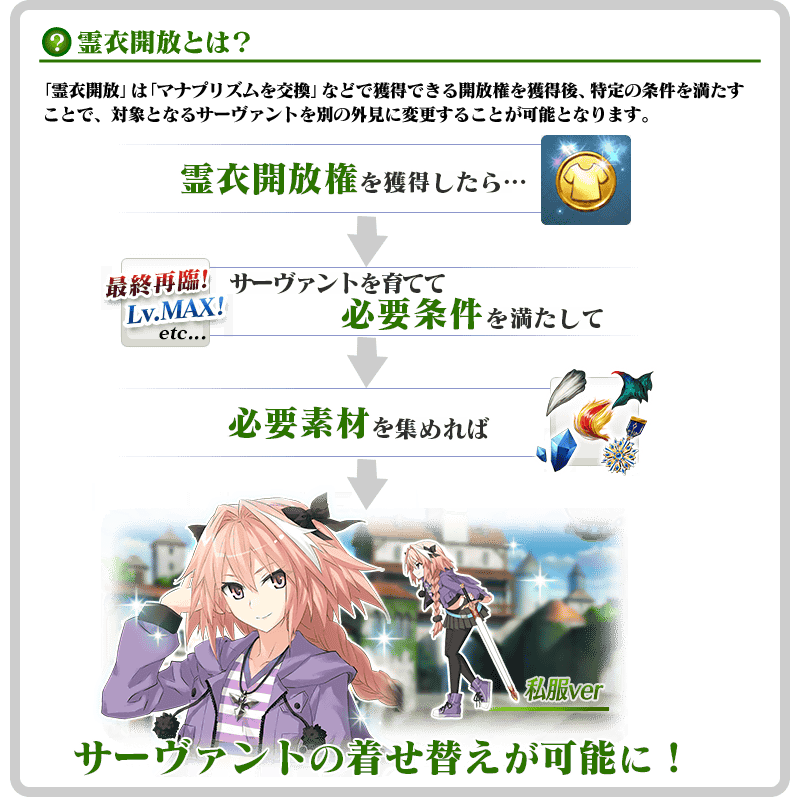 ?霊衣開放とは？
「霊衣開放」は「マナプリズムを交換」などで獲得できる開放権を獲得後、特定の条件を満たす
ことで、対象となるサーヴァントを別の外見に変更することが可能となります。
霊衣開放権を獲得したら…
最終再臨！
Lv.MAX!
etc...
サーヴァントを育てて
必要条件を満たして
必要素材を集めれば
私服ver
サーヴァントの着せ替えが可能に！